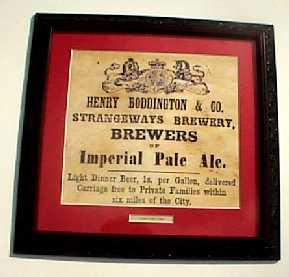 HENRY BODDINGTON & CO.
STRANGEWAYS BREWERY,
BREWERS
OF
Imperial Pale Ale.
Light Dinner Beer, 1s. per Gallon, delivered
Carriage free to Private Families within
six miles of the City.